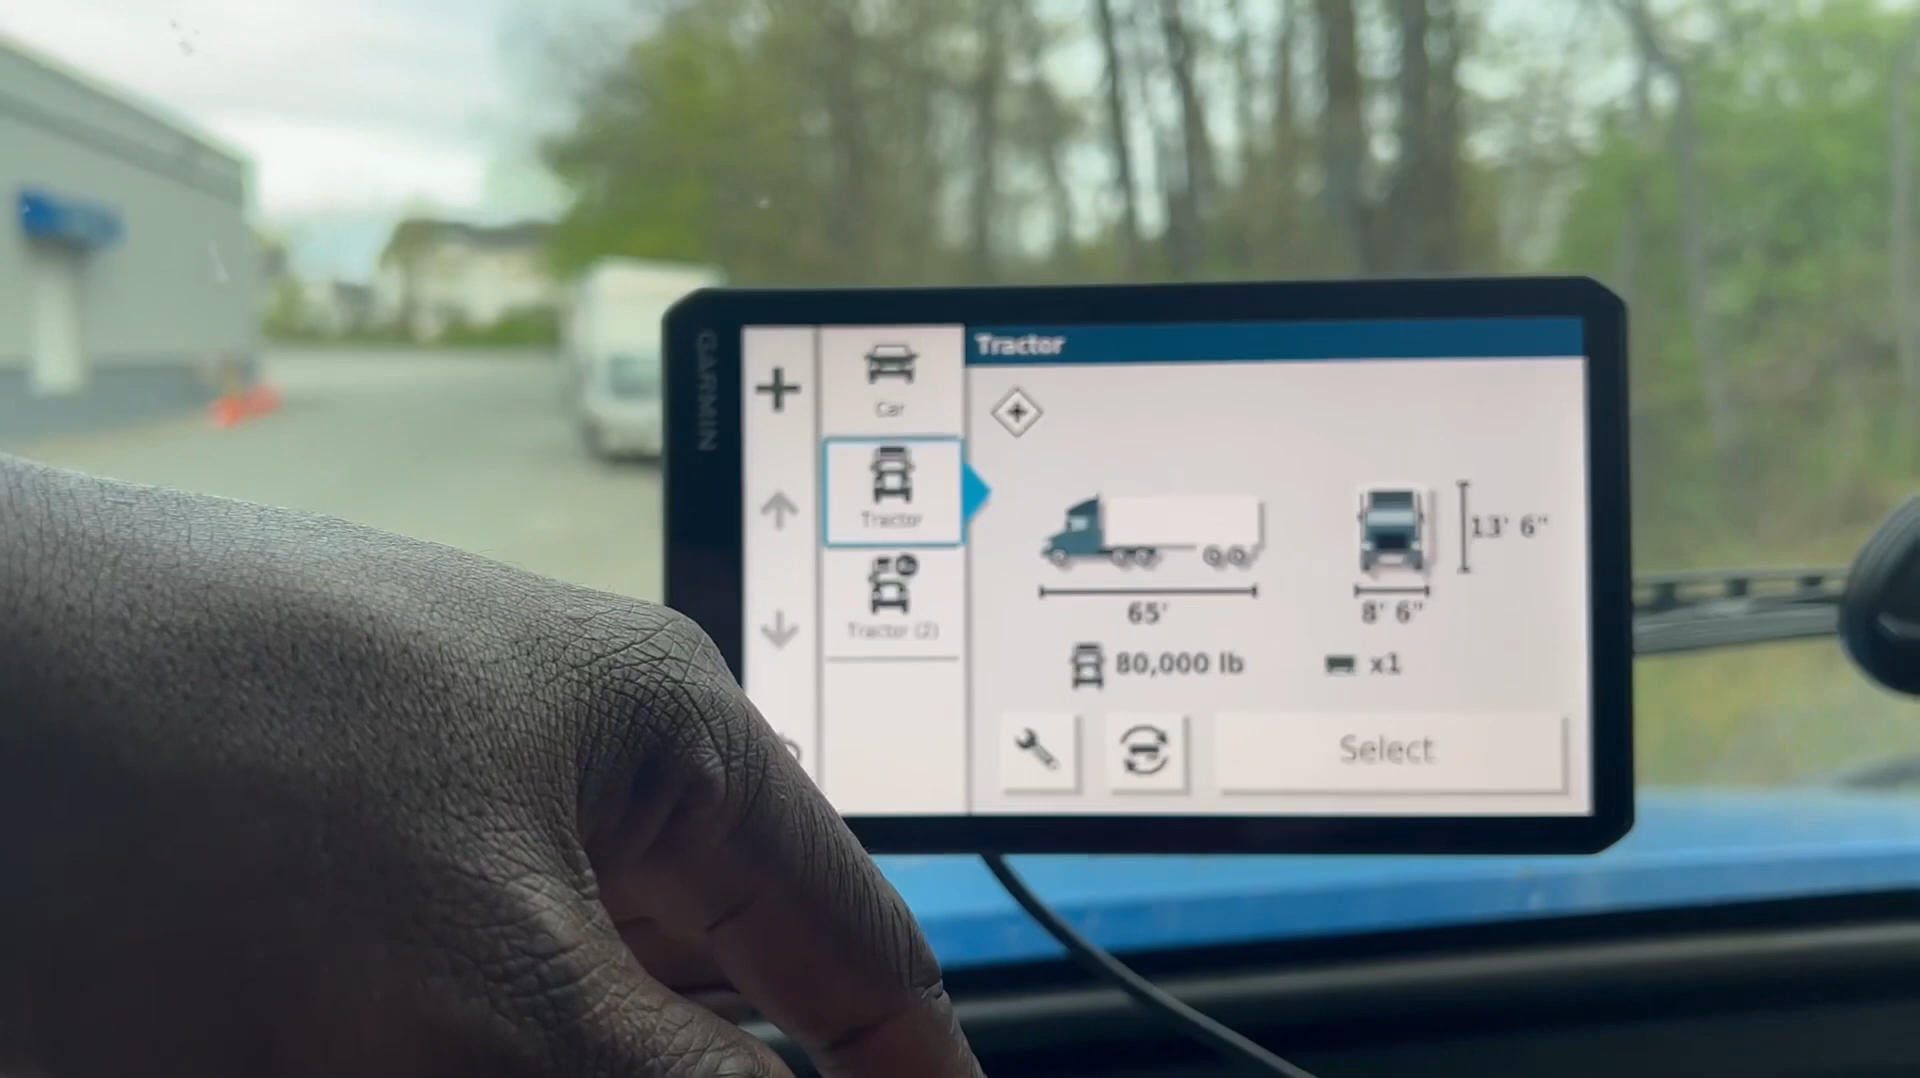 GARMIN
Tractor
Car
Tractor
Tractor (2)
13' 6"
65'
8' 6"
80,000 lb
x1
Select